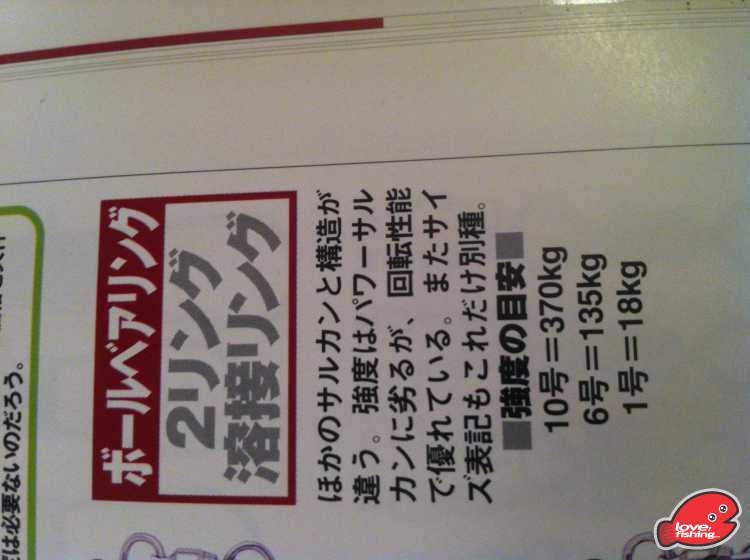 ボールベアリング
2リング
溶接リング
ほかのサルカンと構造が
違う。強度はパワーサル
カンに劣るが、回転性能
で優れている。またサイ
ズ表記もこれだけ別種。
■強度の目安■
10号＝370kg
6号＝135kg
1号＝18kg
は必要ないのだろう。
love,
fishing...